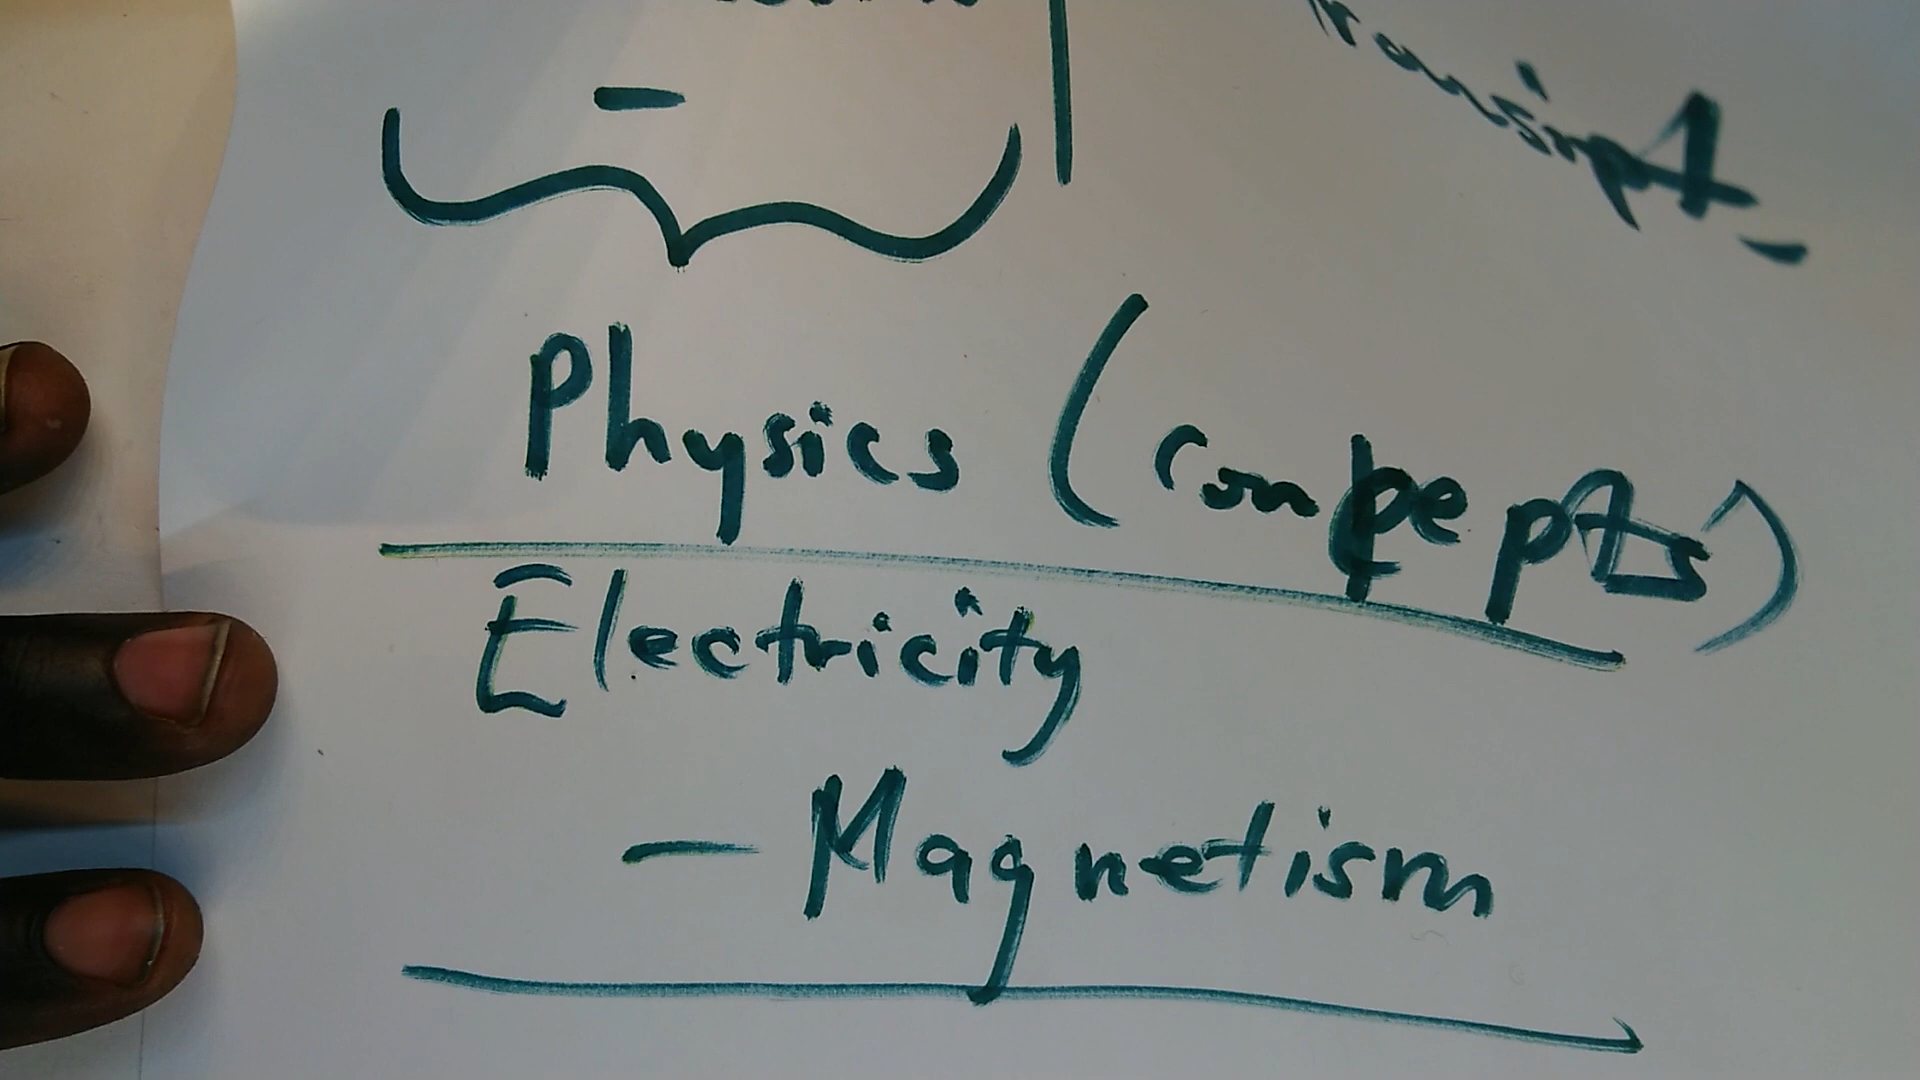 Physics (Concepts)
Electricity
— Magnetism